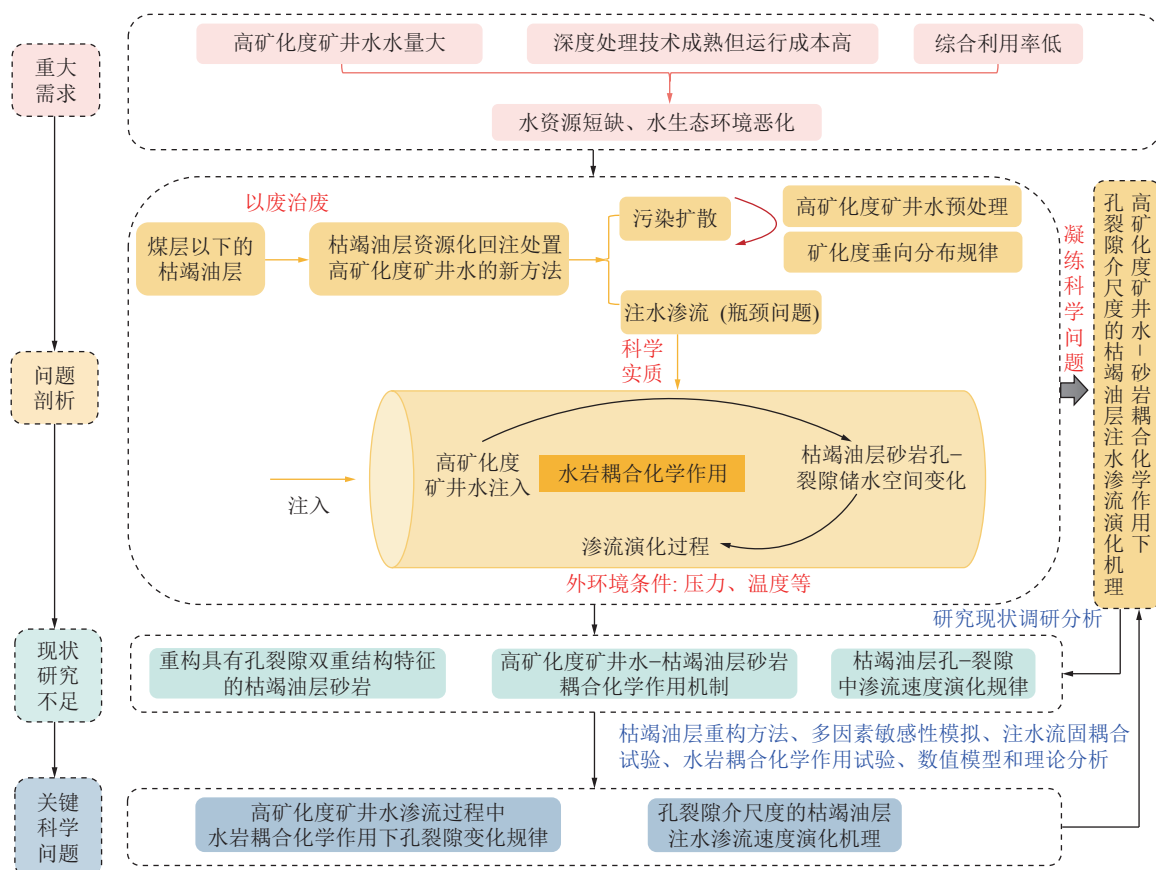 重大
需求
高矿化度矿井水水量大
深度处理技术成熟但运行成本高
综合利用率低
水资源短缺、水生态环境恶化
问题
剖析
以废治废
煤层以下的
枯竭油层
枯竭油层资源化回注处置
高矿化度矿井水的新方法
污染扩散
高矿化度矿井水预处理
矿化度垂向分布规律
注水渗流 (瓶颈问题)
科学
实质
注入
高矿化度
矿井水注入
水岩耦合化学作用
枯竭油层砂岩孔–
裂隙储水空间变化
渗流演化过程
外环境条件: 压力、温度等
凝练科学问题
高矿化度矿井水–砂岩耦合化学作用下
孔裂隙介尺度的枯竭油层注水渗流演化机理
研究现状调研分析
现状
研究
不足
重构具有孔裂隙双重结构特征
的枯竭油层砂岩
高矿化度矿井水–枯竭油层砂岩
耦合化学作用机制
枯竭油层孔–裂隙
中渗流速度演化规律
枯竭油层重构方法、多因素敏感性模拟、注水流固耦合
试验、水岩耦合化学作用试验、数值模型和理论分析
关键
科学
问题
高矿化度矿井水渗流过程中
水岩耦合化学作用下孔裂隙变化规律
孔裂隙介尺度的枯竭油层
注水渗流速度演化机理